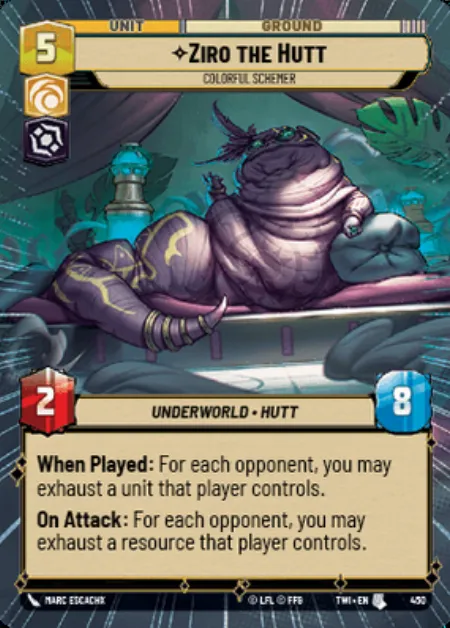 UNIT GROUND
5
✧ZIRO THE HUTT
COLORFUL SCHEMER
2
8
UNDERWORLD • HUTT
When Played: For each opponent, you may
exhaust a unit that player controls.
On Attack: For each opponent, you may
exhaust a resource that player controls.
MARC ESCACHX © LFL © FFG TWI • EN 490